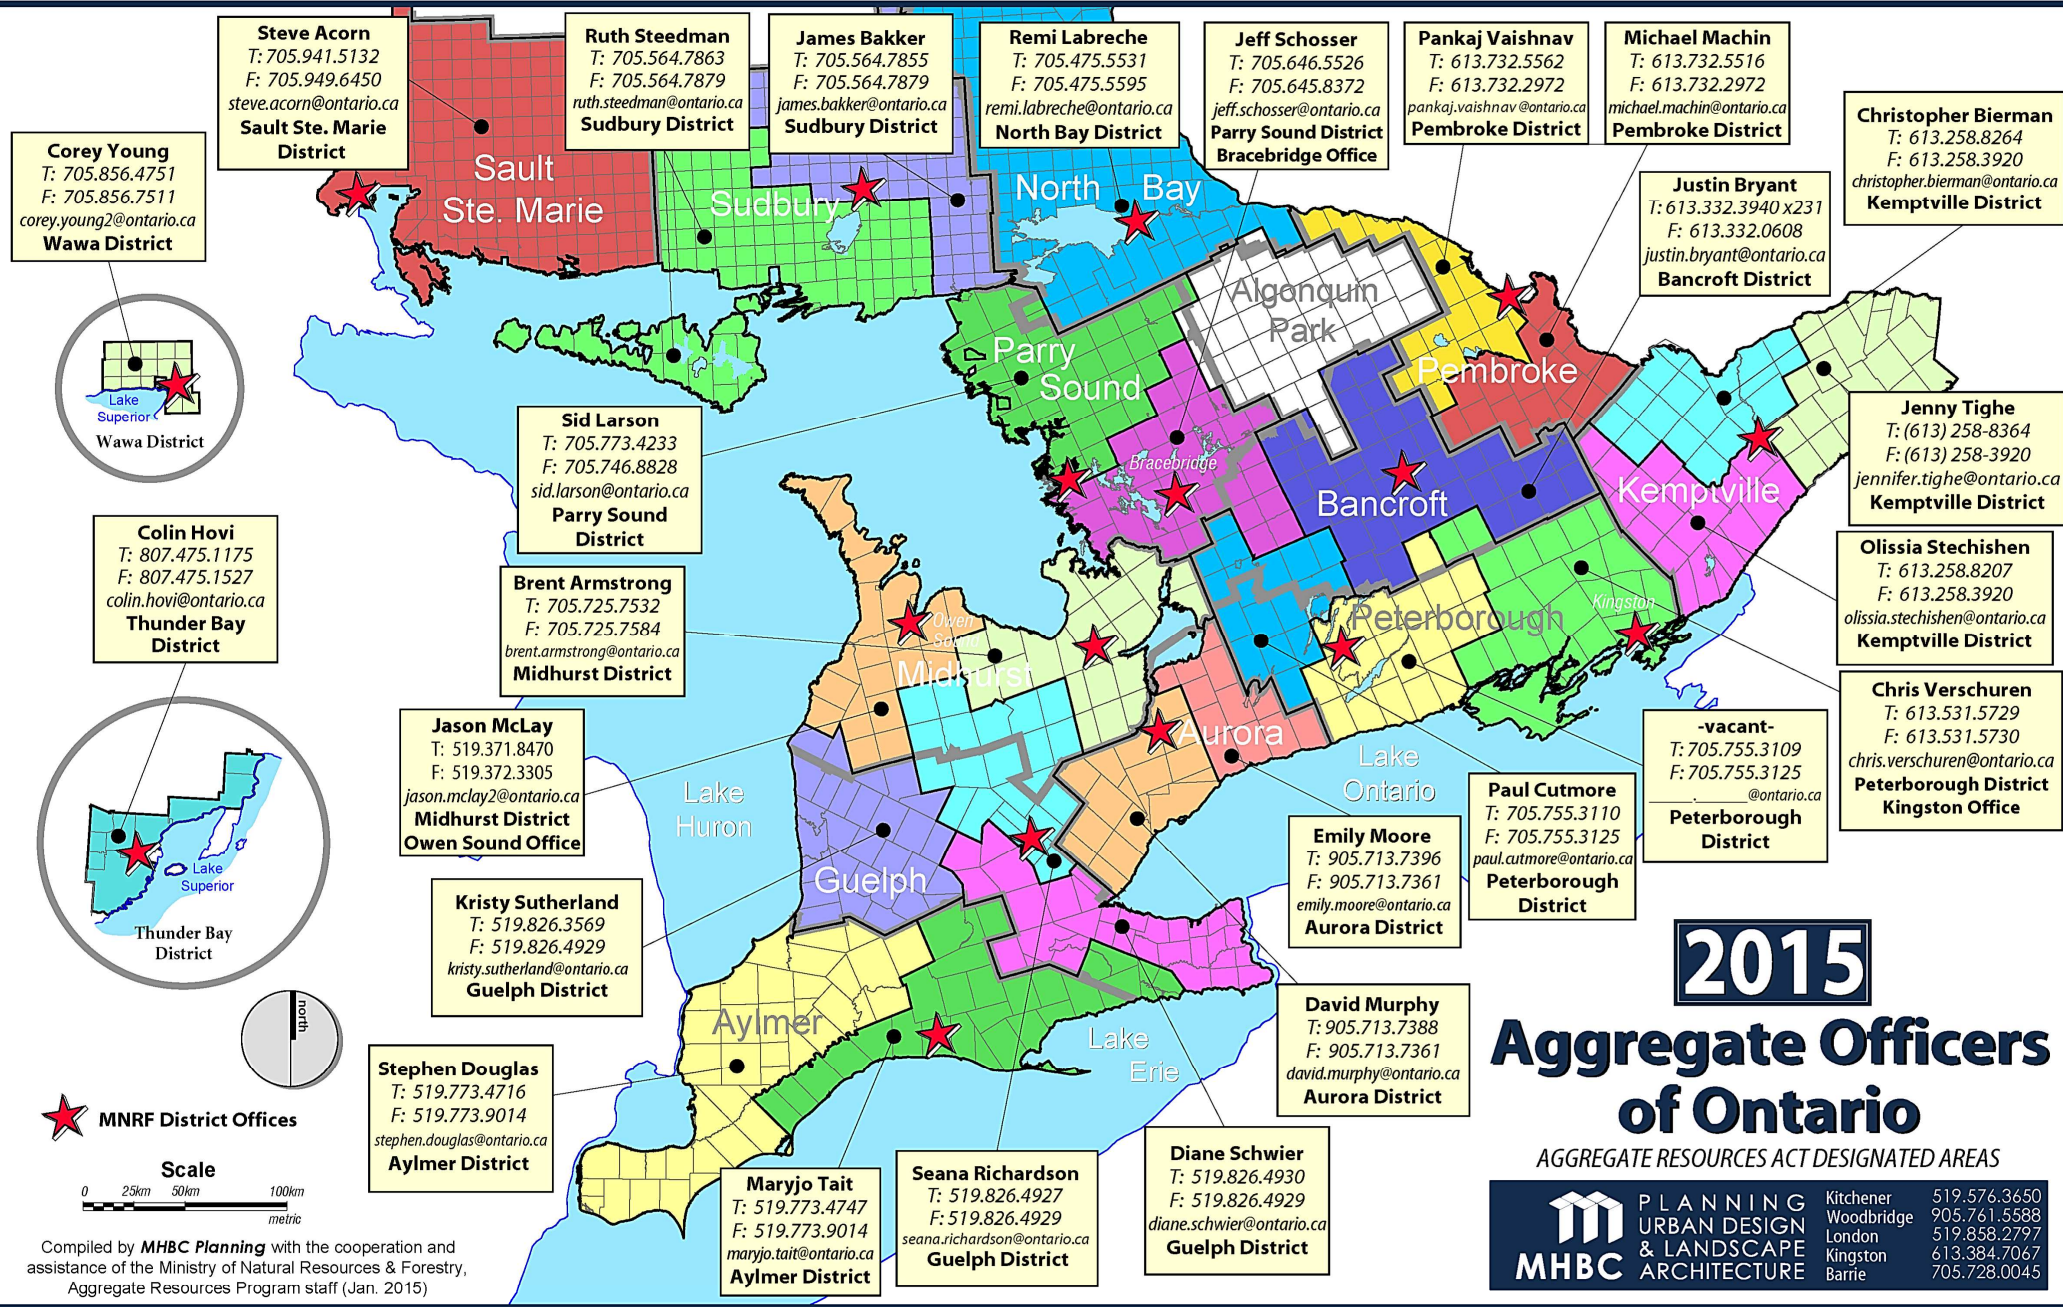 Steve Acorn
T: 705.941.5132
F: 705.949.6450
steve.acorn@ontario.ca
Sault Ste. Marie
District
Ruth Steedman
T: 705.564.7863
F: 705.564.7879
ruth.steedman@ontario.ca
Sudbury District
James Bakker
T: 705.564.7855
F: 705.564.7879
james.bakker@ontario.ca
Sudbury District
Remi Labreche
T: 705.475.5531
F: 705.475.5595
remi.labreche@ontario.ca
North Bay District
Jeff Schosser
T: 705.646.5526
F: 705.645.8372
jeff.schosser@ontario.ca
Parry Sound District
Bracebridge Office
Pankaj Vaishnav
T: 613.732.5562
F: 613.732.2972
pankaj.vaishnav@ontario.ca
Pembroke District
Michael Machin
T: 613.732.5516
F: 613.732.2972
michael.machin@ontario.ca
Pembroke District
Christopher Bierman
T: 613.258.8264
F: 613.258.3920
christopher.bierman@ontario.ca
Kemptville District
Corey Young
T: 705.856.4751
F: 705.856.7511
corey.young2@ontario.ca
Wawa District
Justin Bryant
T: 613.332.3940 x231
F: 613.332.0608
justin.bryant@ontario.ca
Bancroft District
Sault
Ste. Marie
Sudbury
North Bay
Algonquin
Park
Parry
Sound
Pembroke
Lake
Superior
Wawa District
Jenny Tighe
T: (613) 258-8364
F: (613) 258-3920
jennifer.tighe@ontario.ca
Kemptville District
Sid Larson
T: 705.773.4233
F: 705.746.8828
sid.larson@ontario.ca
Parry Sound
District
Bracebridge
Bancroft
Kemptville
Colin Hovi
T: 807.475.1175
F: 807.475.1527
colin.hovi@ontario.ca
Thunder Bay
District
Olissia Stechishen
T: 613.258.8207
F: 613.258.3920
olissia.stechishen@ontario.ca
Kemptville District
Brent Armstrong
T: 705.725.7532
F: 705.725.7584
brent.armstrong@ontario.ca
Midhurst District
Owen
Sound
Midhurst
Peterborough
Kingston
Chris Verschuren
T: 613.531.5729
F: 613.531.5730
chris.verschuren@ontario.ca
Peterborough District
Kingston Office
-vacant-
T: 705.755.3109
F: 705.755.3125
_____._________@ontario.ca
Peterborough
District
Jason McLay
T: 519.371.8470
F: 519.372.3305
jason.mclay2@ontario.ca
Midhurst District
Owen Sound Office
Aurora
Lake
Ontario
Lake
Huron
Paul Cutmore
T: 705.755.3110
F: 705.755.3125
paul.cutmore@ontario.ca
Peterborough
District
Emily Moore
T: 905.713.7396
F: 905.713.7361
emily.moore@ontario.ca
Aurora District
Lake
Superior
Thunder Bay
District
Guelph
Kristy Sutherland
T: 519.826.3569
F: 519.826.4929
kristy.sutherland@ontario.ca
Guelph District
David Murphy
T: 905.713.7388
F: 905.713.7361
david.murphy@ontario.ca
Aurora District
Aylmer
Lake
Erie
north
Stephen Douglas
T: 519.773.4716
F: 519.773.9014
stephen.douglas@ontario.ca
Aylmer District
Maryjo Tait
T: 519.773.4747
F: 519.773.9014
maryjo.tait@ontario.ca
Aylmer District
Seana Richardson
T: 519.826.4927
F: 519.826.4929
seana.richardson@ontario.ca
Guelph District
Diane Schwier
T: 519.826.4930
F: 519.826.4929
diane.schwier@ontario.ca
Guelph District
MNRF District Offices
Scale
0 25km 50km 100km
metric
Compiled by MHBC Planning with the cooperation and
assistance of the Ministry of Natural Resources & Forestry,
Aggregate Resources Program staff (Jan. 2015)
2015
Aggregate Officers
of Ontario
AGGREGATE RESOURCES ACT DESIGNATED AREAS
MHBC
PLANNING
URBAN DESIGN
& LANDSCAPE
ARCHITECTURE
Kitchener 519.576.3650
Woodbridge 905.761.5588
London 519.858.2797
Kingston 613.384.7067
Barrie 705.728.0045